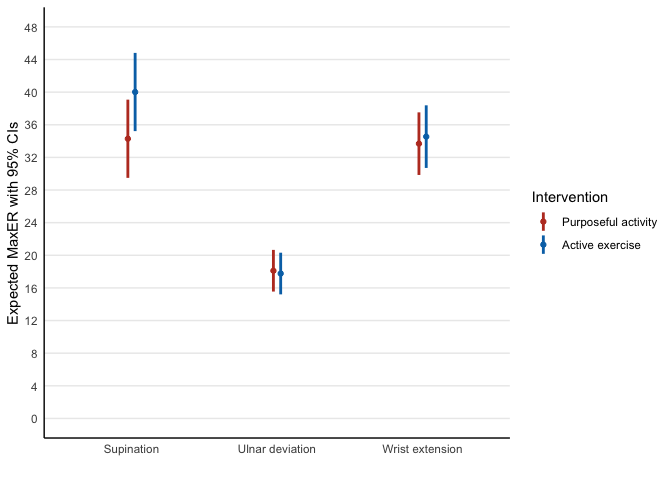 Expected MaxER with 95% CIs
48
44
40
36
32
28
24
20
16
12
8
4
0
Supination
Ulnar deviation
Wrist extension
Intervention
Purposeful activity
Active exercise